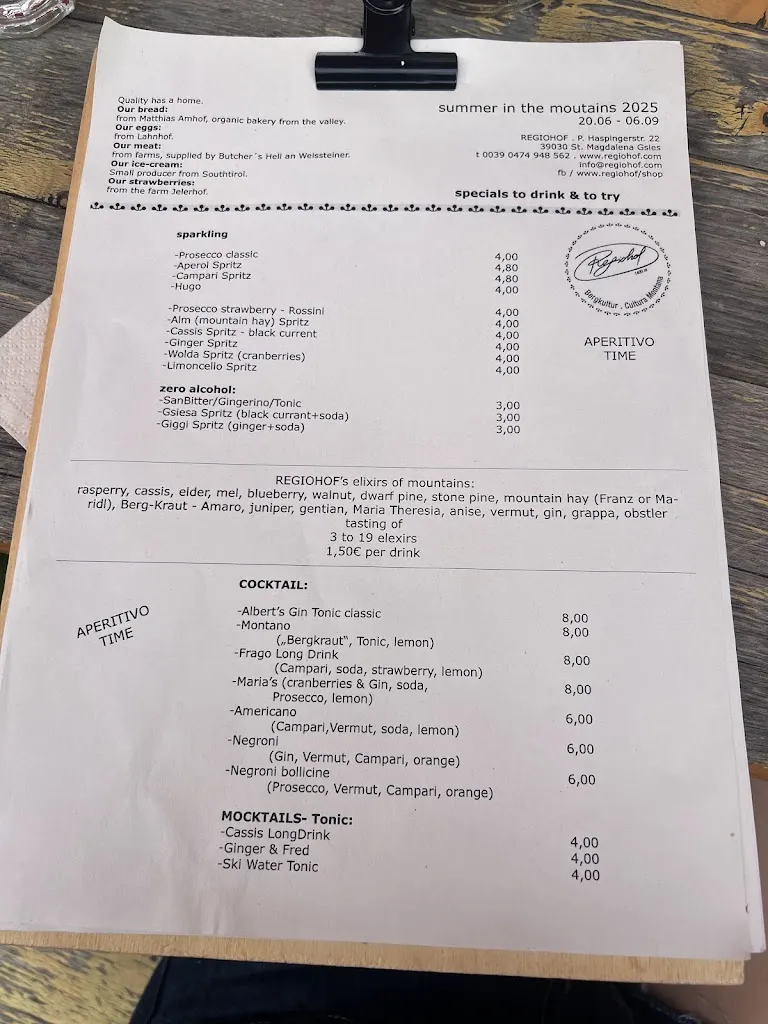 Quality has a home.
Our bread:
from Matthias Amhof, organic bakery from the valley.
Our eggs:
from Lahnhof.
Our meat:
from farms, supplied by Butcher´s Hell an Weissteiner.
Our ice-cream:
Small producer from Southtirol.
Our strawberries:
from the farm Jelerhof.
summer in the moutains 2025
20.06 - 06.09
REGIOHOF . P. Haspingerstr. 22
39030 St. Magdalena Gsies
t 0039 0474 948 562 . www.regiohof.com
info@regiohof.com
fb / www.regiohof/shop
specials to drink & to try
sparkling
-Prosecco classic 4,00
-Aperol Spritz 4,80
-Campari Spritz 4,80
-Hugo 4,00
-Prosecco strawberry - Rossini 4,00
-Alm (mountain hay) Spritz 4,00
-Cassis Spritz - black current 4,00
-Ginger Spritz 4,00
-Wolda Spritz (cranberries) 4,00
-Limoncello Spritz 4,00
Regiohof
Bergkultur . Cultura Montana
APERITIVO
TIME
zero alcohol:
-SanBitter/Gingerino/Tonic 3,00
-Gsiesa Spritz (black currant+soda) 3,00
-Giggi Spritz (ginger+soda) 3,00
REGIOHOF's elixirs of mountains:
rasperry, cassis, elder, mel, blueberry, walnut, dwarf pine, stone pine, mountain hay (Franz or Ma-
ridl), Berg-Kraut - Amaro, juniper, gentian, Maria Theresia, anise, vermut, gin, grappa, obstler
tasting of
3 to 19 elexirs
1,50€ per drink
APERITIVO
TIME
COCKTAIL:
-Albert's Gin Tonic classic 8,00
-Montano 8,00
(„Bergkraut“, Tonic, lemon)
-Frago Long Drink 8,00
(Campari, soda, strawberry, lemon)
-Maria's (cranberries & Gin, soda, 8,00
Prosecco, lemon)
-Americano 6,00
(Campari,Vermut, soda, lemon)
-Negroni 6,00
(Gin, Vermut, Campari, orange)
-Negroni bollicine 6,00
(Prosecco, Vermut, Campari, orange)
MOCKTAILS- Tonic:
-Cassis LongDrink 4,00
-Ginger & Fred 4,00
-Ski Water Tonic 4,00